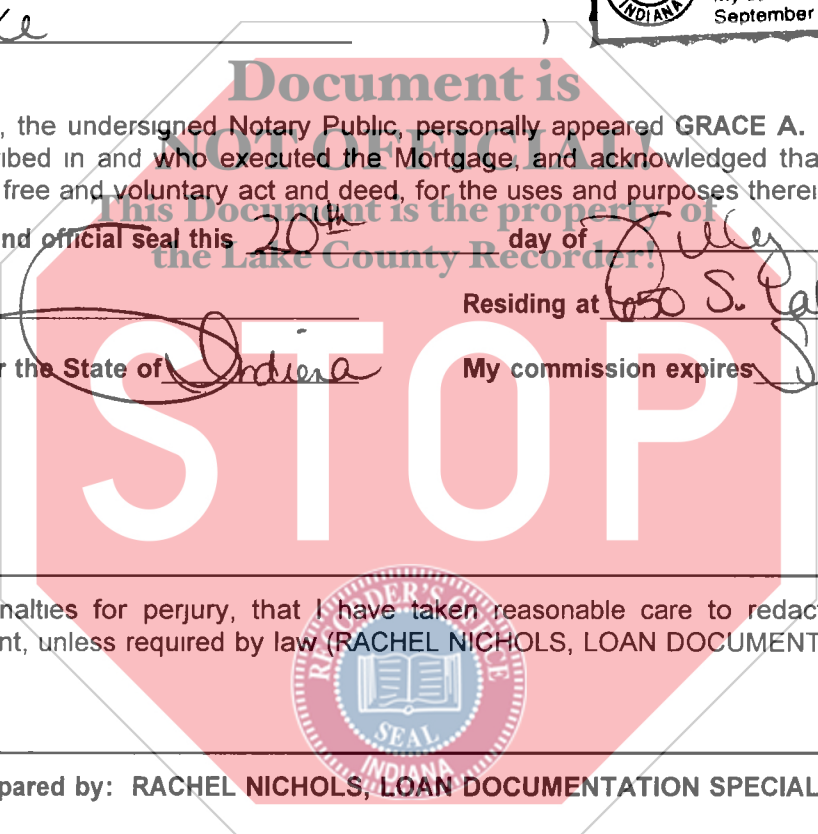 INDIANA
September
)
Document is
, the undersigned Notary Public, personally appeared GRACE A.
NOT OFFICIAL!
ibed in and who executed the Mortgage, and acknowledged tha
free and voluntary act and deed, for the uses and purposes therei
This Document is the property of
nd official seal this 20th day of July
the Lake County Recorder!
Residing at 650 S.
r the State of Indiana My commission expires
STOP
nalties for perjury, that I have taken reasonable care to redact
nt, unless required by law (RACHEL NICHOLS, LOAN DOCUMENT
RECORDER'S OFFICE
SEAL
INDIANA
pared by: RACHEL NICHOLS, LOAN DOCUMENTATION SPECIAL